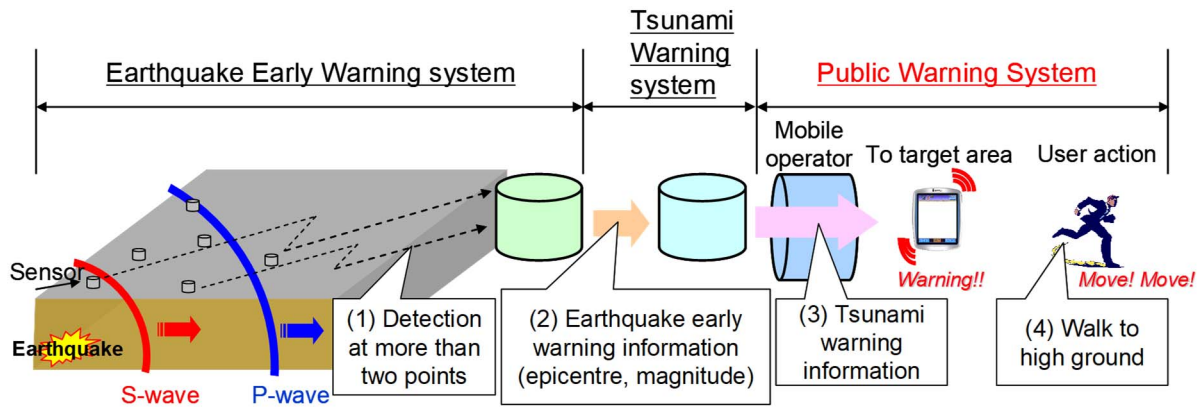 Tsunami
Warning
system
Earthquake Early Warning system
Public Warning System
Mobile
operator
To target area
User action
Sensor
Earthquake
S-wave
P-wave
(1) Detection
at more than
two points
(2) Earthquake early
warning information
(epicentre, magnitude)
(3) Tsunami
warning
information
Warning!!
Move! Move!
(4) Walk to
high ground